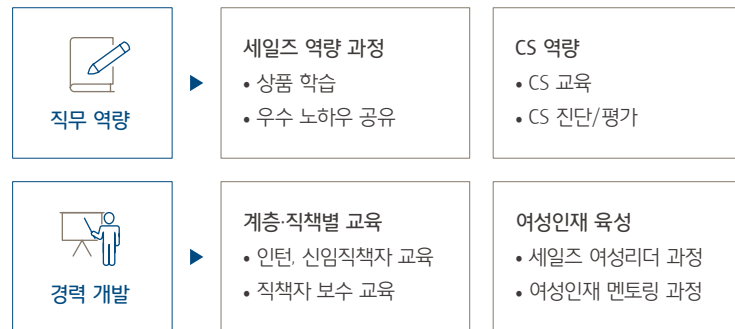 직무 역량
세일즈 역량 과정
• 상품 학습
• 우수 노하우 공유
CS 역량
• CS 교육
• CS 진단/평가
경력 개발
계층·직책별 교육
• 인턴, 신임직책자 교육
• 직책자 보수 교육
여성인재 육성
• 세일즈 여성리더 과정
• 여성인재 멘토링 과정